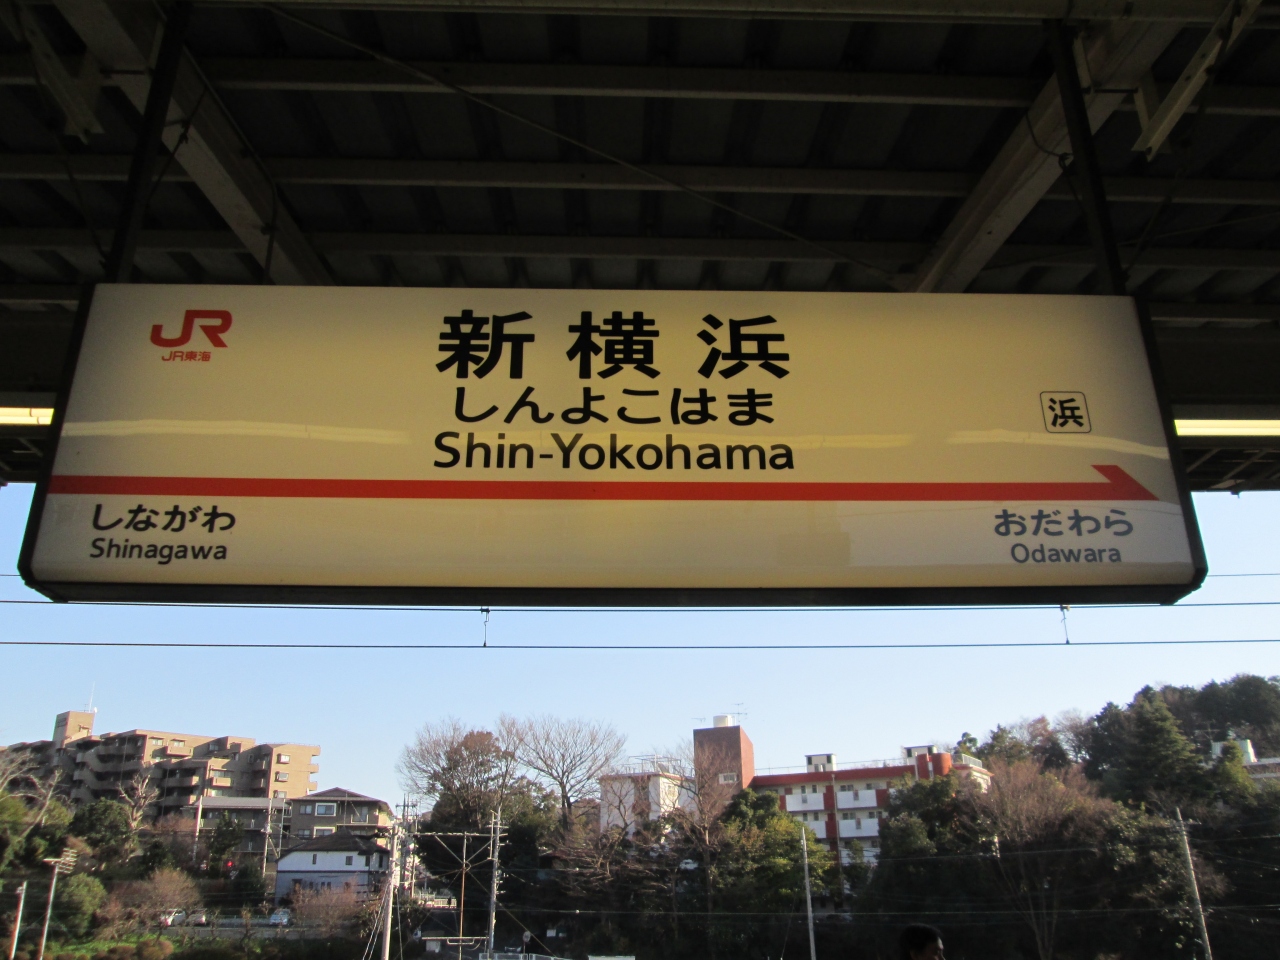 JR
JR東海
新横浜
しんよこはま
Shin-Yokohama
浜
しながわ
Shinagawa
おだわら
Odawara